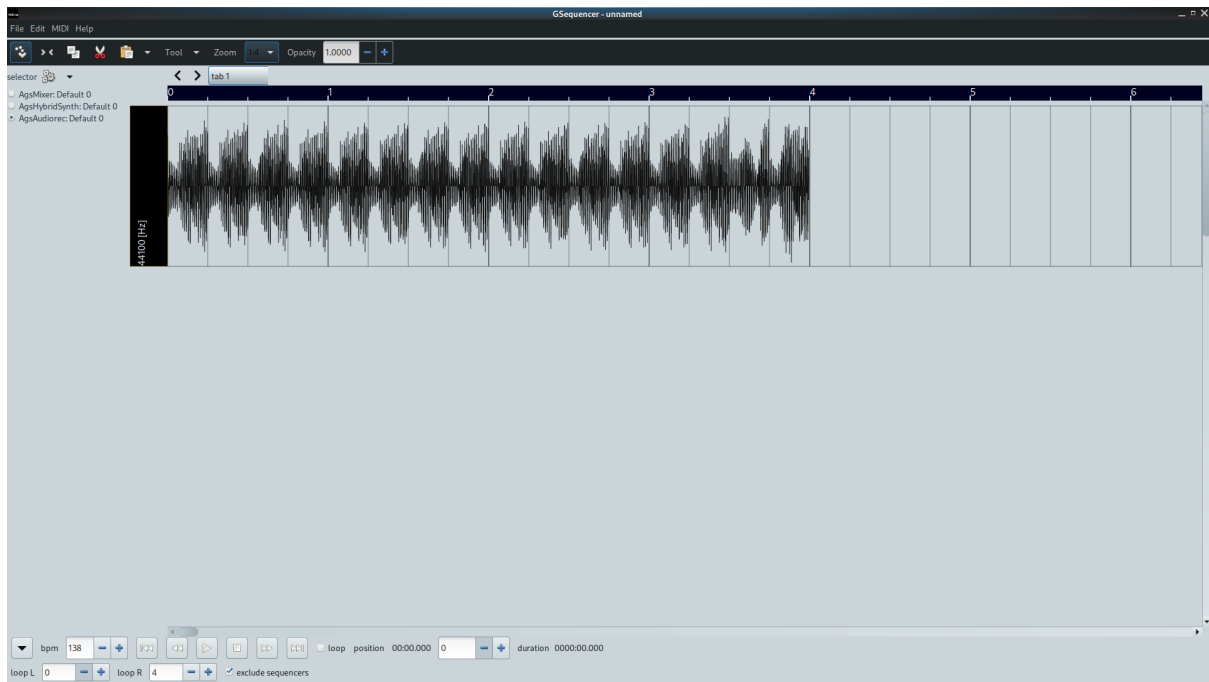 GSequencer - unnamed
File Edit MIDI Help
Tool Zoom 1:4 Opacity 1.0000
selector tab 1
AgsMixer: Default 0
AgsHybridSynth: Default 0
AgsAudiorec: Default 0
0 1 2 3 4 5 6
44100 [Hz]
bpm 138 loop position 00:00.000 0 duration 0000:00.000
loop L 0 loop R 4 exclude sequencers